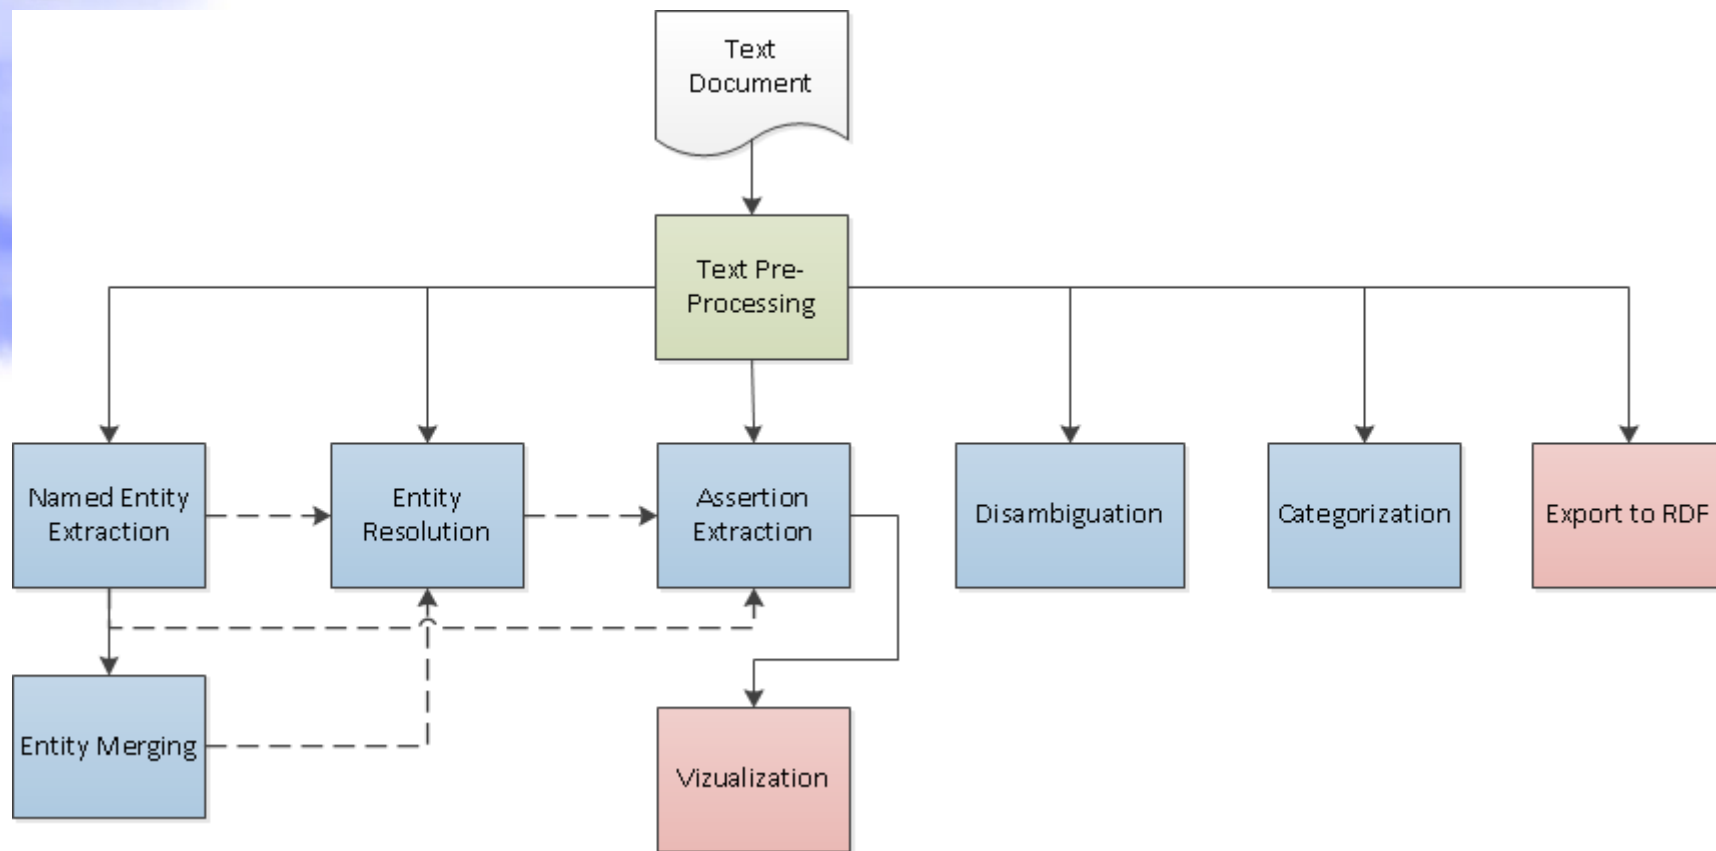 Text
Document
Text Pre-
Processing
Named Entity
Extraction
Entity
Resolution
Assertion
Extraction
Disambiguation
Categorization
Export to RDF
Entity Merging
Vizualization